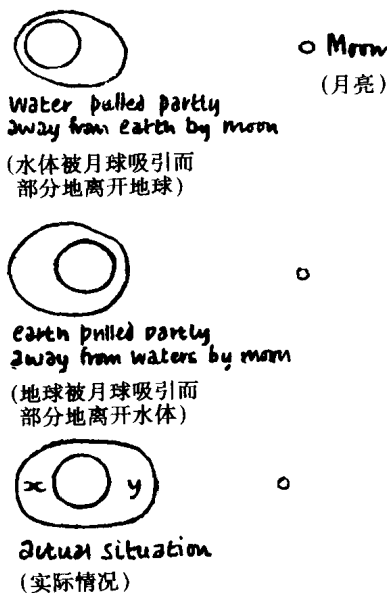 Moon
(月亮)
Water pulled partly
away from earth by moon
(水体被月球吸引而
部分地离开地球)
earth pulled partly
away from waters by moon
(地球被月球吸引而
部分地离开水体)
x y
actual situation
(实际情况)